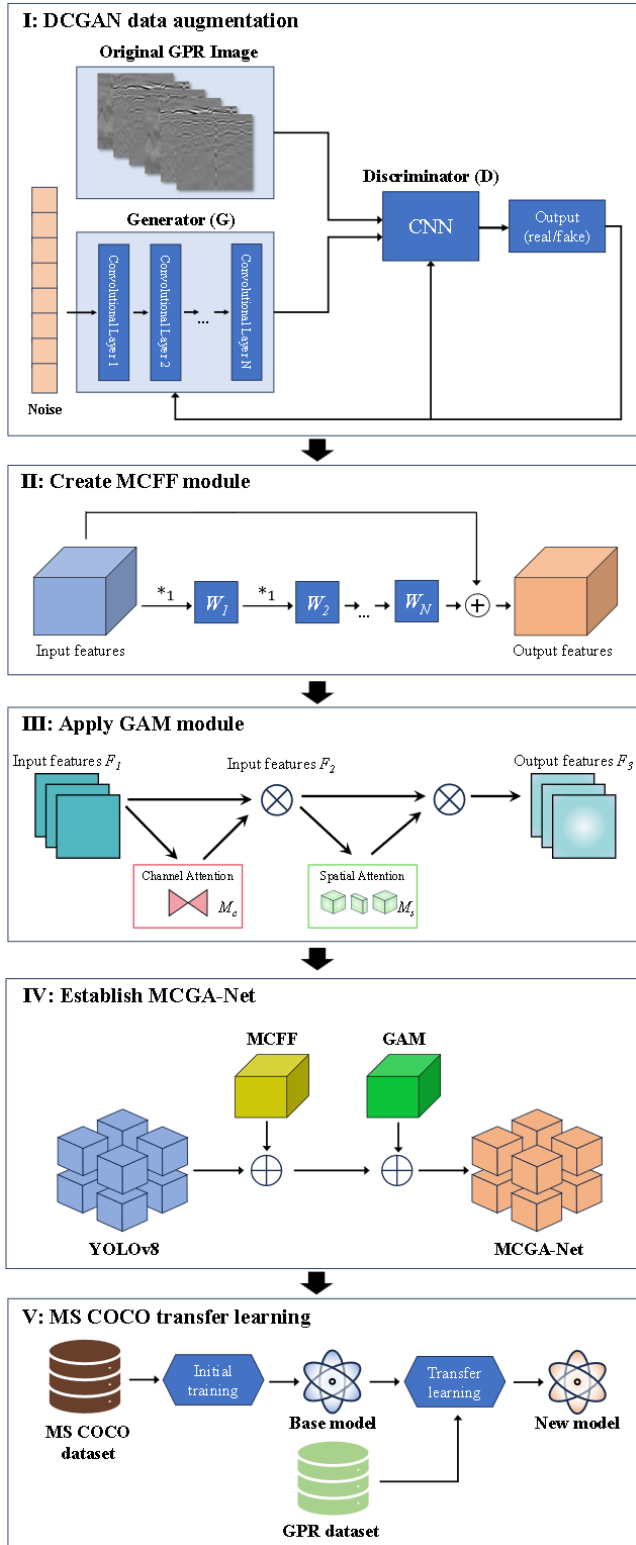 I: DCGAN data augmentation
Original GPR Image
Discriminator (D)
Generator (G)
CNN
Output
(real/fake)
Convolutional Layer 1
Convolutional Layer 2
...
Convolutional Layer N
Noise
II: Create MCFF module
*1
W1
*1
W2
...
WN
+
Input features
Output features
III: Apply GAM module
Input features F1
Input features F2
Output features F3
Channel Attention
Mc
Spatial Attention
Ms
IV: Establish MCGA-Net
MCFF
GAM
YOLOv8
MCGA-Net
V: MS COCO transfer learning
Initial
training
Transfer
learning
MS COCO
dataset
Base model
New model
GPR dataset